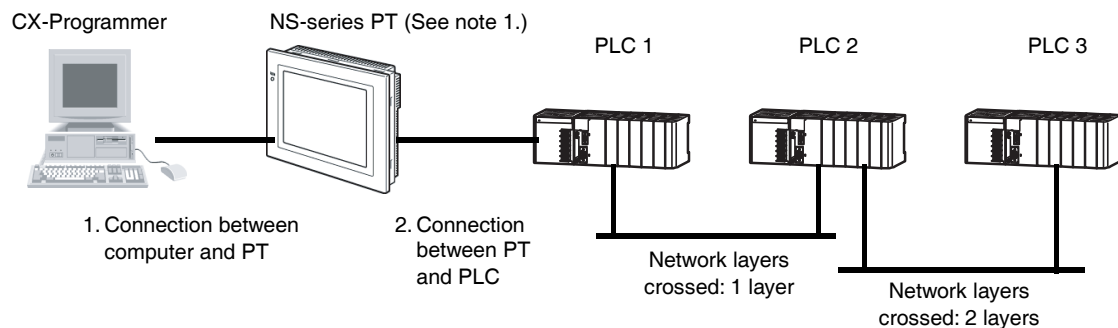 CX-Programmer
NS-series PT (See note 1.)
PLC 1
PLC 2
PLC 3
1. Connection between
computer and PT
2. Connection
between PT
and PLC
Network layers
crossed: 1 layer
Network layers
crossed: 2 layers